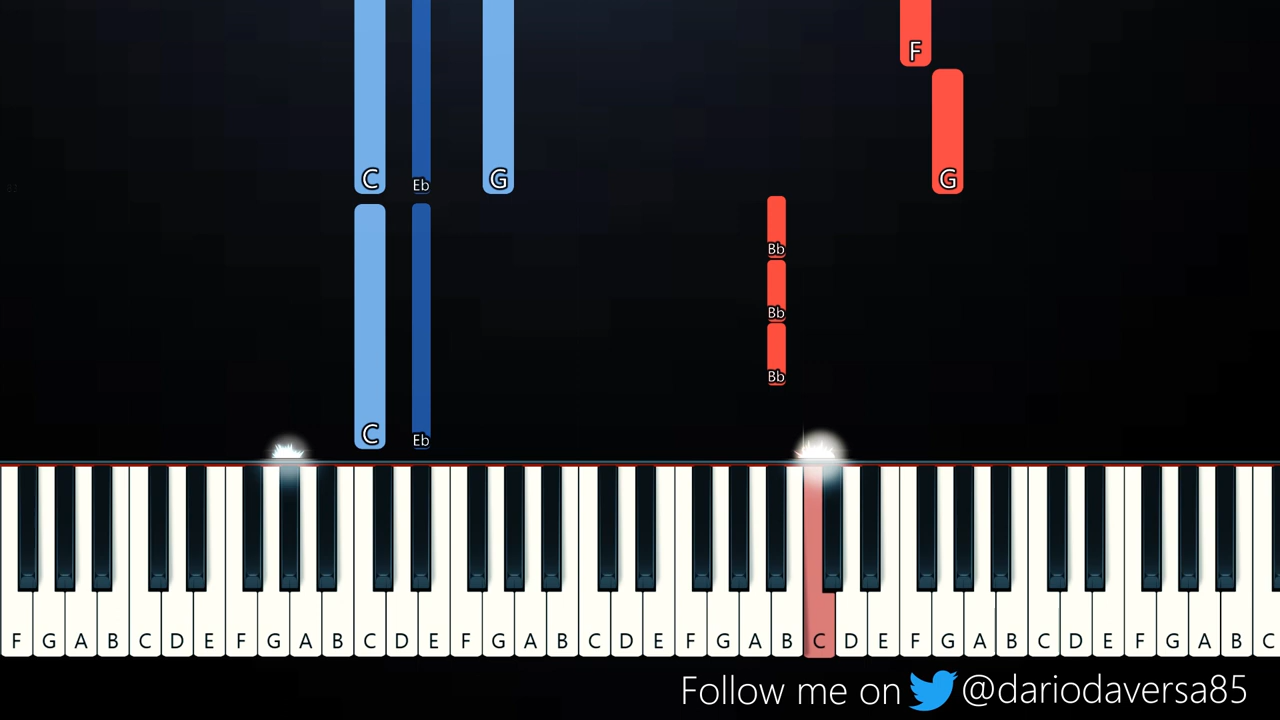 F
C Eb G G
Bb
Bb
Bb
C Eb
F G A B C D E F G A B C D E F G A B C D E F G A B C D E F G A B C D E F G A B C
Follow me on @dariodaversa85